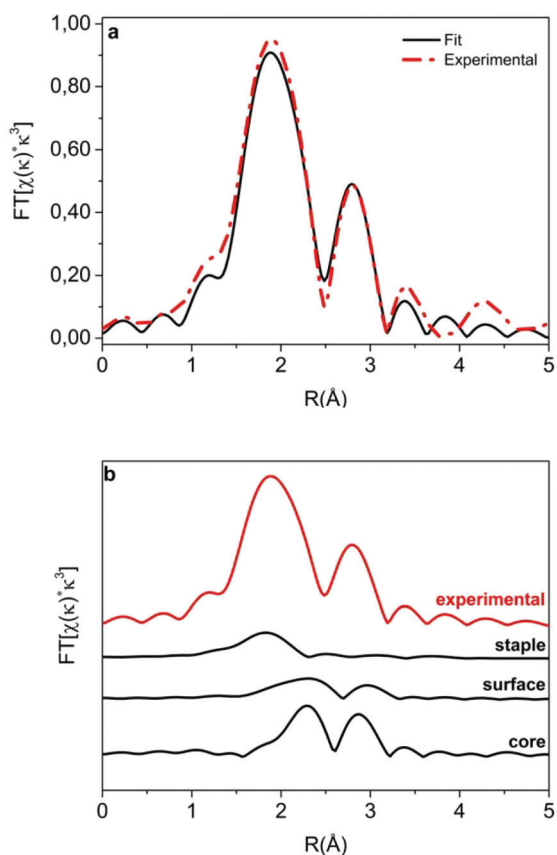 a
Fit
Experimental
FT[χ(κ)*κ³]
1,00
0,80
0,60
0,40
0,20
0,00
0 1 2 3 4 5
R(Å)
b
FT[χ(κ)*κ³]
experimental
staple
surface
core
0 1 2 3 4 5
R(Å)